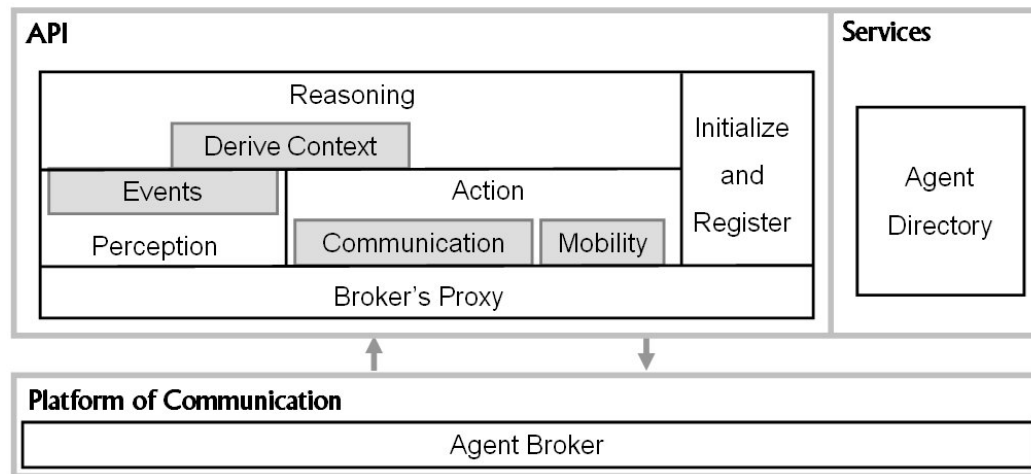 API
Services
Reasoning
Derive Context
Initialize
and
Register
Events
Action
Perception
Communication
Mobility
Agent
Directory
Broker’s Proxy
Platform of Communication
Agent Broker